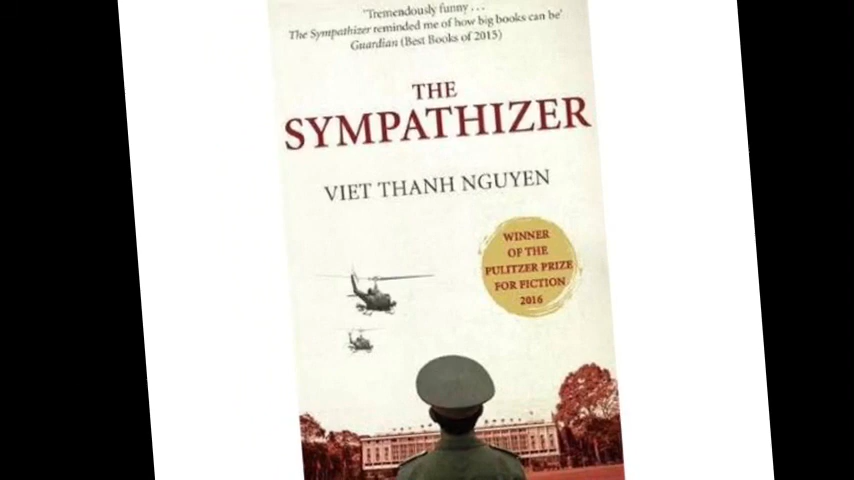 'Tremendously funny . . .
The Sympathizer reminded me of how big books can be'
Guardian (Best Books of 2015)
THE
SYMPATHIZER
VIET THANH NGUYEN
WINNER
OF THE
PULITZER PRIZE
FOR FICTION
2016